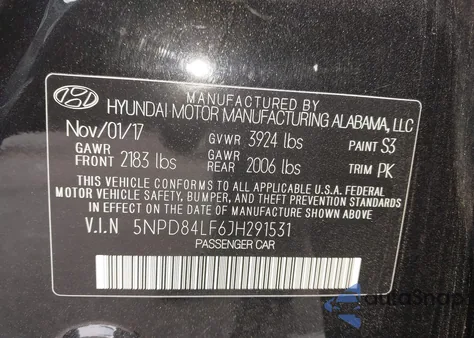 MANUFACTURED BY
HYUNDAI MOTOR MANUFACTURING ALABAMA, LLC
Nov/01/17 GVWR 3924 lbs PAINT S3
GAWR FRONT 2183 lbs GAWR REAR 2006 lbs TRIM PK
THIS VEHICLE CONFORMS TO ALL APPLICABLE U.S.A. FEDERAL
MOTOR VEHICLE SAFETY, BUMPER, AND THEFT PREVENTION STANDARDS
IN EFFECT ON THE DATE OF MANUFACTURE SHOWN ABOVE.
V.I.N 5NPD84LF6JH291531
PASSENGER CAR
AutoSnap